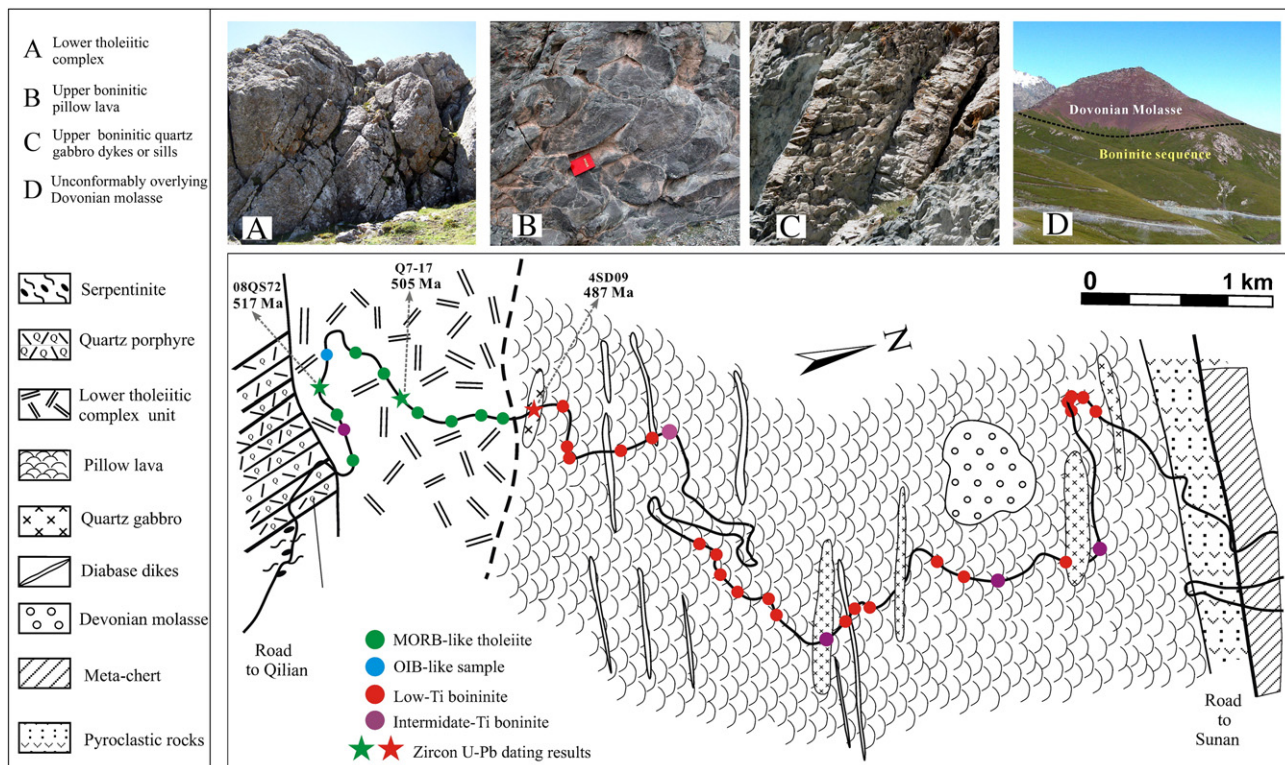 A
Lower tholeiitic
complex
B
Upper boninitic
pillow lava
C
Upper boninitic quartz
gabbro dykes or sills
D
Unconformably overlying
Dovonian molasse
Serpentinite
Quartz porphyre
Lower tholeiitic
complex unit
Pillow lava
Quartz gabbro
Diabase dikes
Devonian molasse
Meta-chert
Pyroclastic rocks
A
B
C
Dovonian Molasse
Boninite sequence
D
08QS72
517 Ma
Q7-17
505 Ma
4SD09
487 Ma
0 1 km
N
MORB-like tholeiite
OIB-like sample
Low-Ti boininite
Intermidate-Ti boninite
Zircon U-Pb dating results
Road
to Qilian
Road
to
Sunan